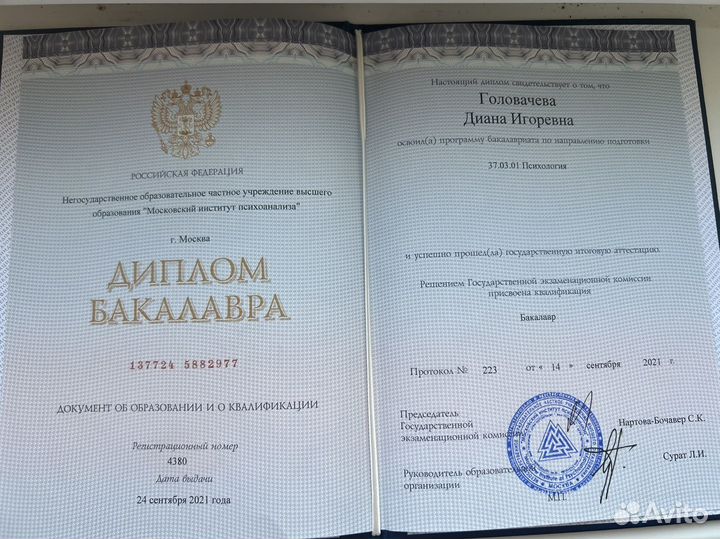 РОССИЙСКАЯ ФЕДЕРАЦИЯ
Негосударственное образовательное частное учреждение высшего
образования "Московский институт психоанализа"
г. Москва
ДИПЛОМ
БАКАЛАВРА
137724 5882977
ДОКУМЕНТ ОБ ОБРАЗОВАНИИ И О КВАЛИФИКАЦИИ
Регистрационный номер
4380
Дата выдачи
24 сентября 2021 года
Настоящий диплом свидетельствует о том, что
Головачева
Диана Игоревна
освоил(а) программу бакалавриата по направлению подготовки
37.03.01 Психология
и успешно прошел(ла) государственную итоговую аттестацию
Решением Государственной экзаменационной комиссии
присвоена квалификация
Бакалавр
Протокол № 223 от « 14 » сентября 2021 г.
Председатель
Государственной
экзаменационной комиссии
Нартова-Бочавер С.К.
Руководитель образовательной
организации
Сурат Л.И.
М.П.
МОСКВА
Avito